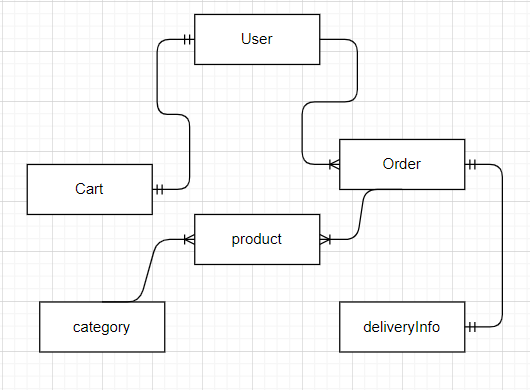 User
Order
Cart
product
category
deliveryInfo